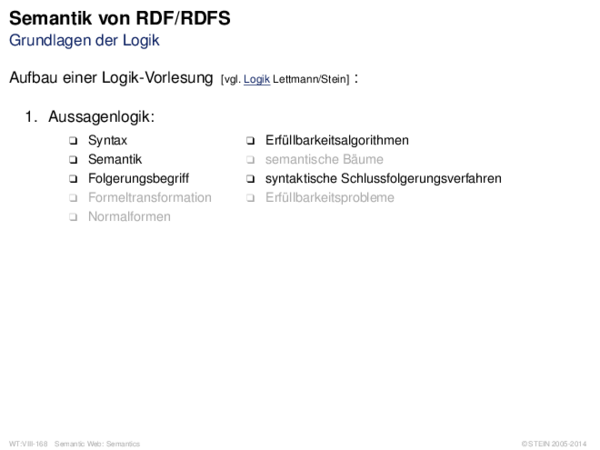 Semantik von RDF/RDFS
Grundlagen der Logik
Aufbau einer Logik-Vorlesung [vgl. Logik Lettmann/Stein] :
1. Aussagenlogik:
❑ Syntax
❑ Semantik
❑ Folgerungsbegriff
❑ Formeltransformation
❑ Normalformen
❑ Erfüllbarkeitsalgorithmen
❑ semantische Bäume
❑ syntaktische Schlussfolgerungsverfahren
❑ Erfüllbarkeitsprobleme
WT:VIII-168 Semantic Web: Semantics
© STEIN 2005-2014